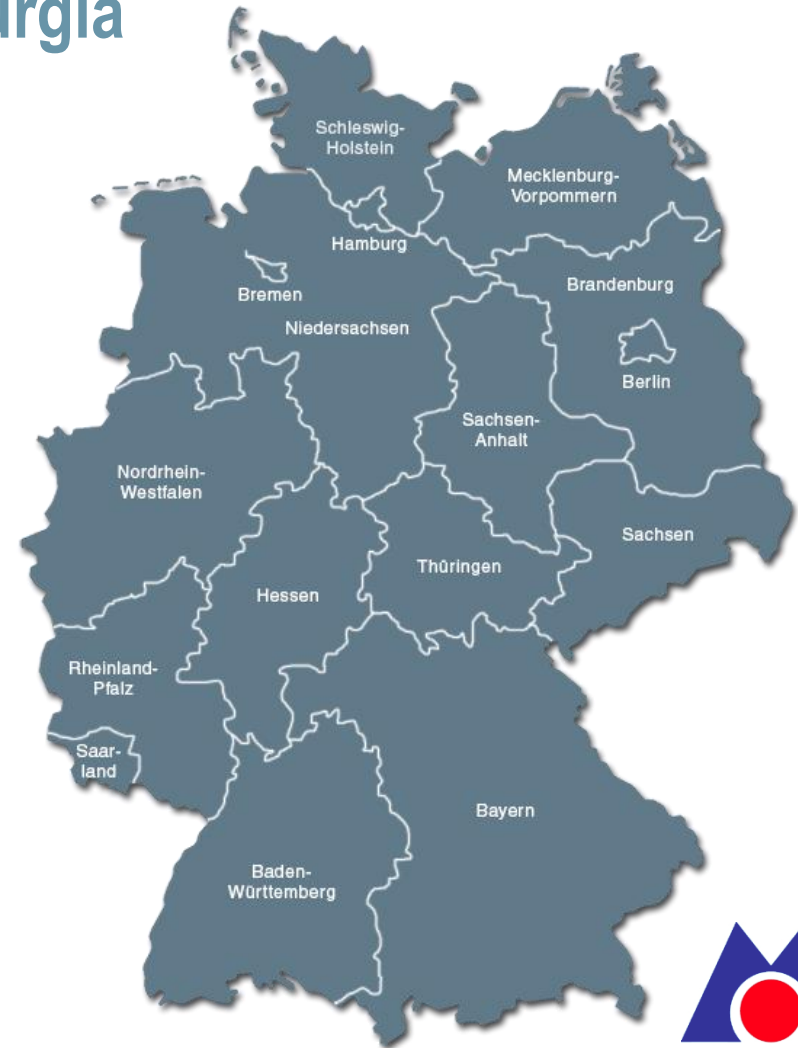 Schleswig-
Holstein
Mecklenburg-
Vorpommern
Hamburg
Brandenburg
Bremen
Niedersachsen
Berlin
Sachsen-
Anhalt
Nordrhein-
Westfalen
Sachsen
Thüringen
Hessen
Rheinland-
Pfalz
Saar-
land
Bayern
Baden-
Württemberg